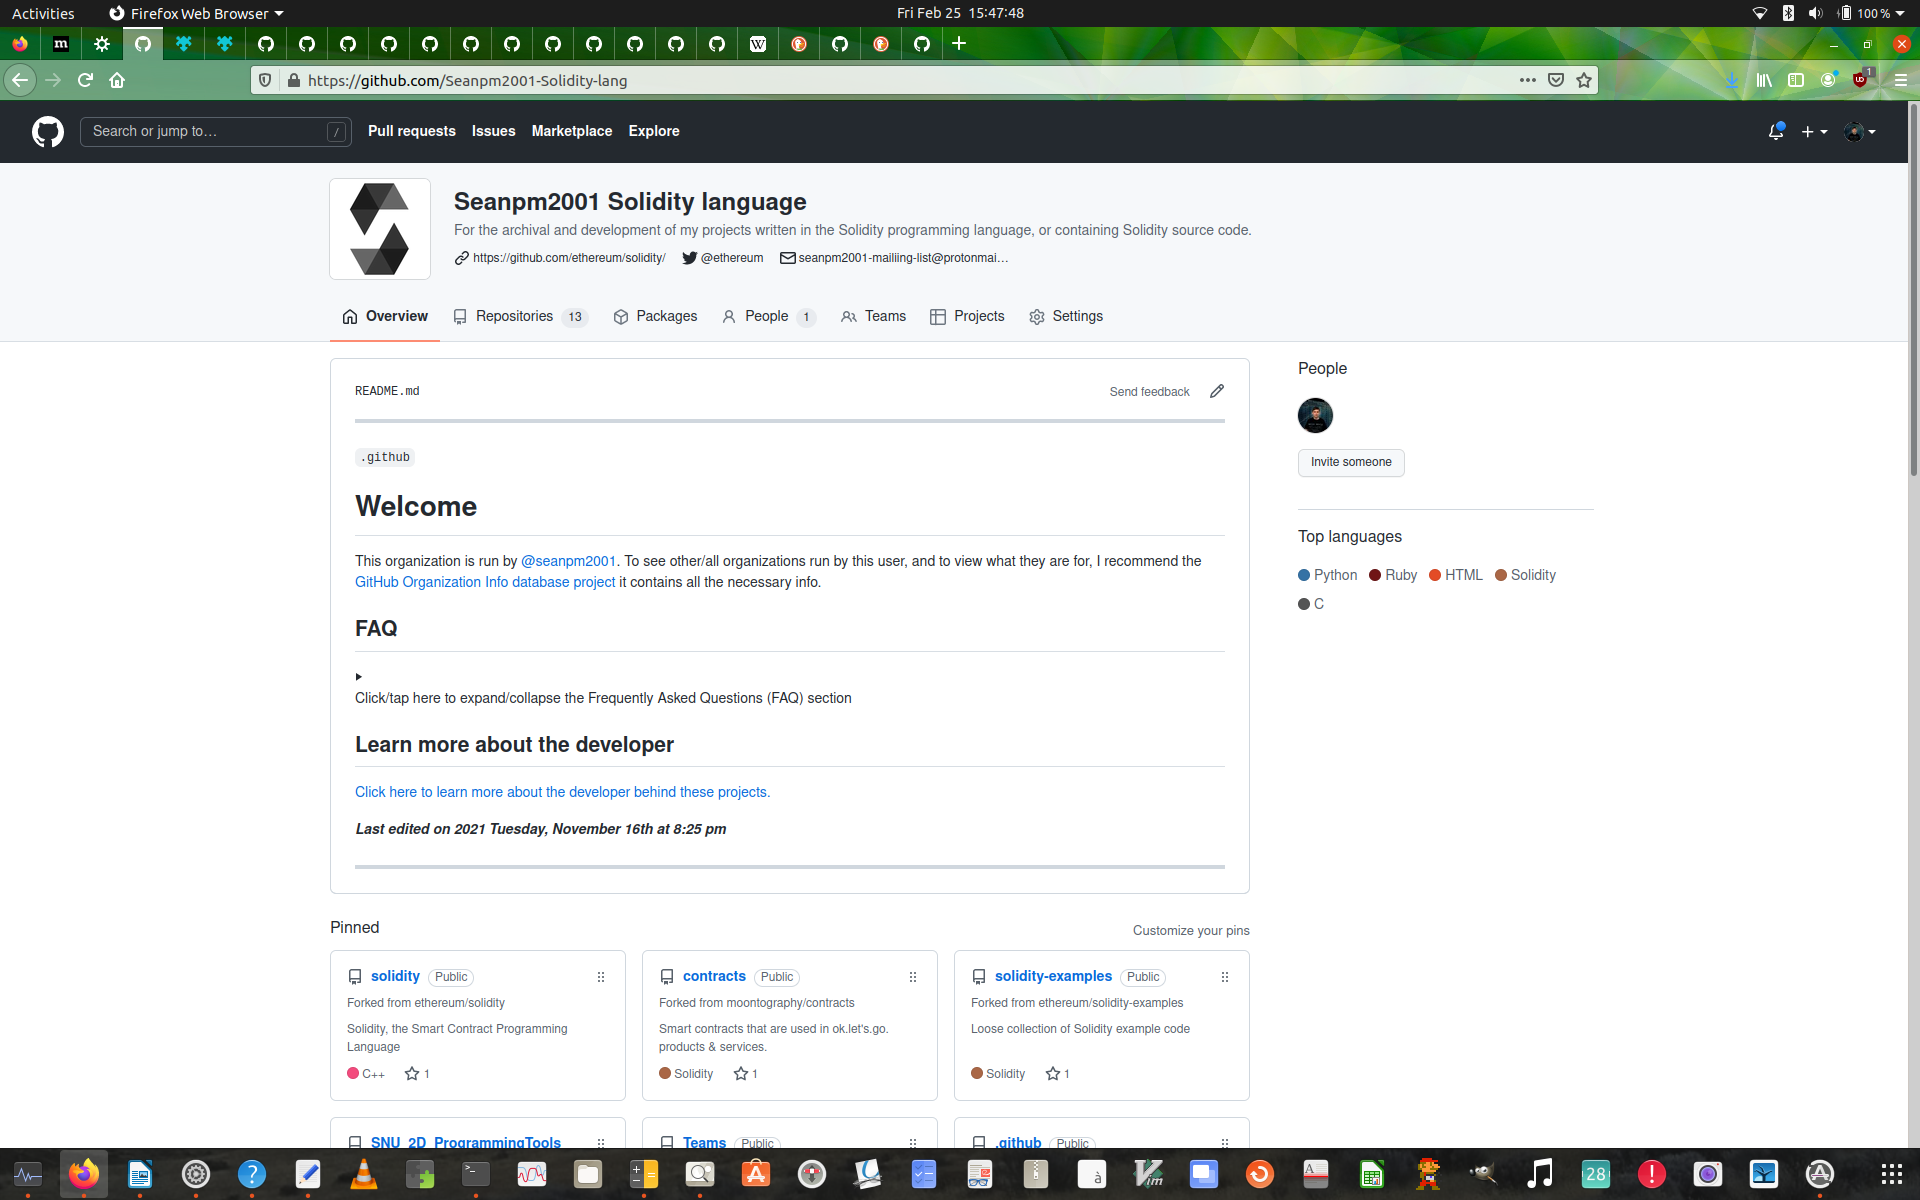 Activities
Firefox Web Browser
Fri Feb 25 15:47:48
100 %
m
W
https://github.com/Seanpm2001-Solidity-lang
1
Search or jump to…
/
Pull requests
Issues
Marketplace
Explore
Seanpm2001 Solidity language
For the archival and development of my projects written in the Solidity programming language, or containing Solidity source code.
https://github.com/ethereum/solidity/
@ethereum
seanpm2001-mailiing-list@protonmai…
Overview
Repositories 13
Packages
People 1
Teams
Projects
Settings
README.md
Send feedback
.github
Welcome
This organization is run by @seanpm2001. To see other/all organizations run by this user, and to view what they are for, I recommend the
GitHub Organization Info database project it contains all the necessary info.
FAQ
Click/tap here to expand/collapse the Frequently Asked Questions (FAQ) section
Learn more about the developer
Click here to learn more about the developer behind these projects.
Last edited on 2021 Tuesday, November 16th at 8:25 pm
People
Invite someone
Top languages
Python Ruby HTML Solidity
C
Pinned
Customize your pins
solidity Public
Forked from ethereum/solidity
Solidity, the Smart Contract Programming
Language
C++ 1
contracts Public
Forked from moontography/contracts
Smart contracts that are used in ok.let's.go.
products & services.
Solidity 1
solidity-examples Public
Forked from ethereum/solidity-examples
Loose collection of Solidity example code
Solidity 1
SNU_2D_ProgrammingTools
Teams Public
.github Public
28